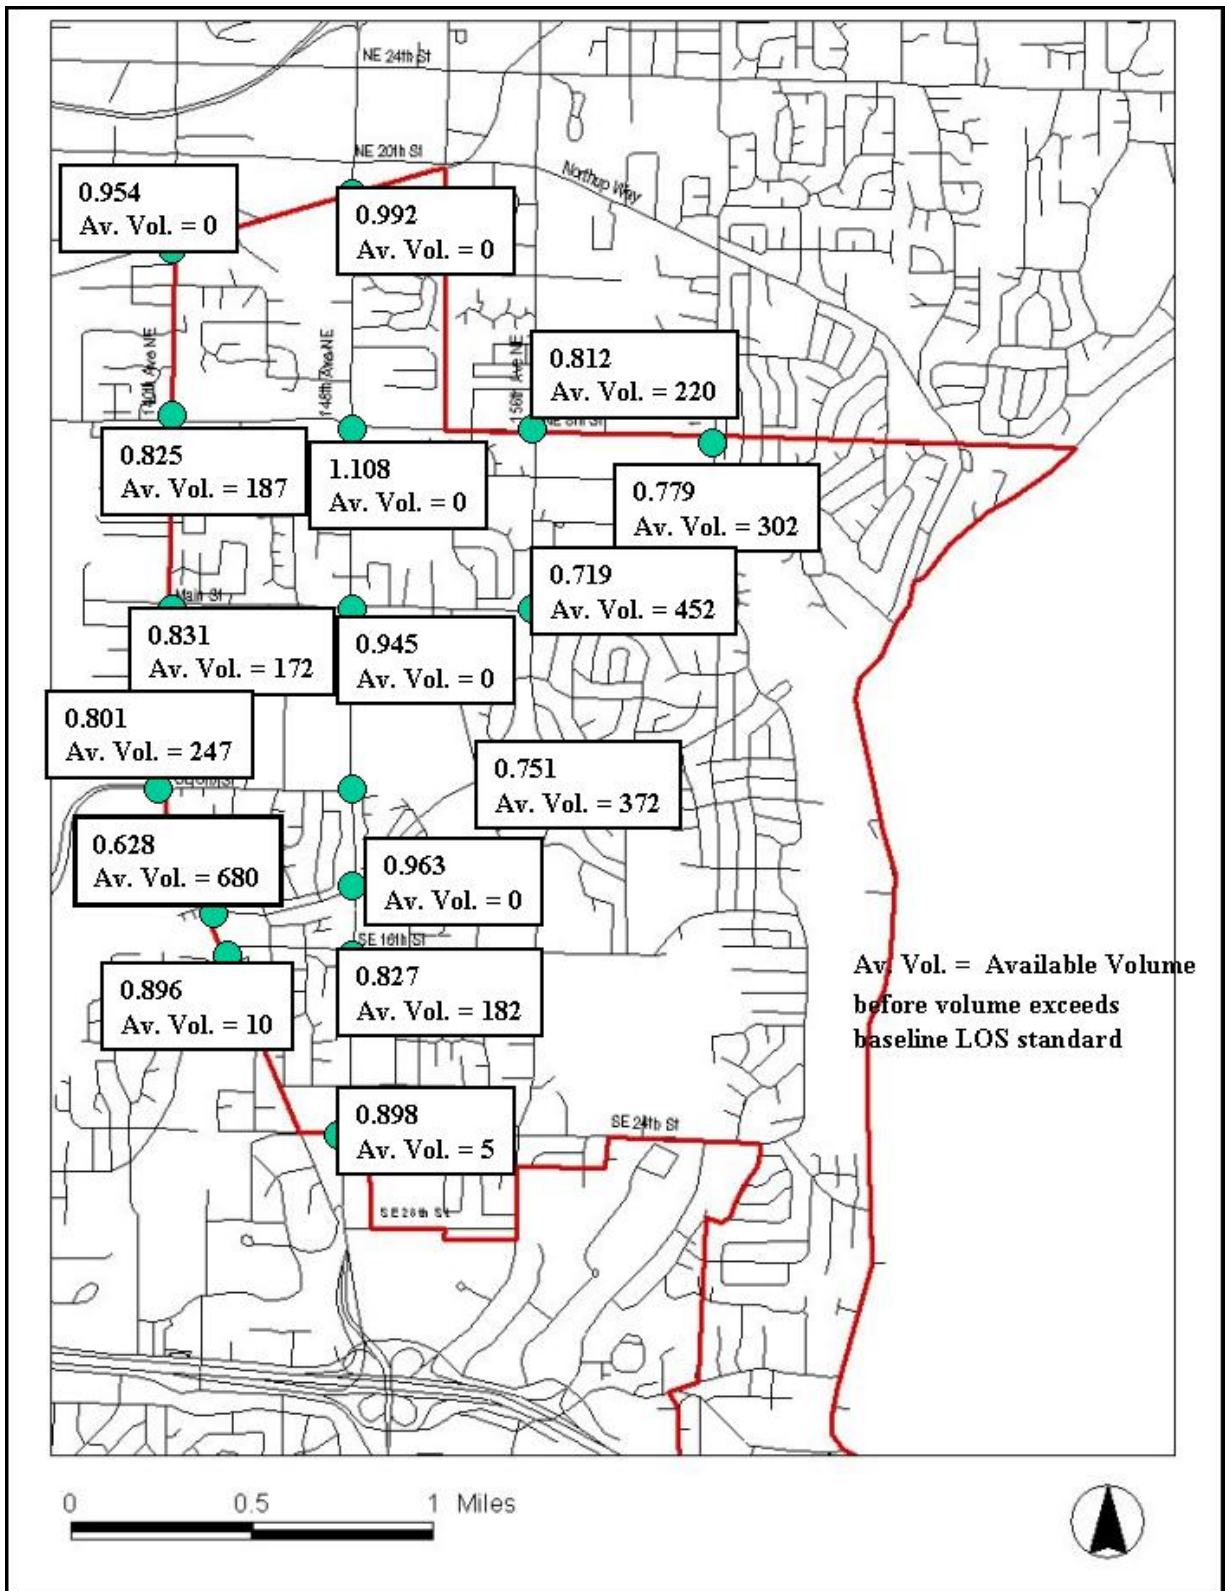 NE 24th St
NE 20th St
Northup Way
0.954
Av. Vol. = 0
0.992
Av. Vol. = 0
140th Ave NE
148th Ave NE
156th Ave NE
0.812
Av. Vol. = 220
NE 8th St
0.825
Av. Vol. = 187
1.108
Av. Vol. = 0
0.779
Av. Vol. = 302
0.719
Av. Vol. = 452
Main St
0.831
Av. Vol. = 172
0.945
Av. Vol. = 0
0.801
Av. Vol. = 247
0.751
Av. Vol. = 372
0.628
Av. Vol. = 680
0.963
Av. Vol. = 0
SE 16th St
0.896
Av. Vol. = 10
0.827
Av. Vol. = 182
Av. Vol. = Available Volume
before volume exceeds
baseline LOS standard
0.898
Av. Vol. = 5
SE 24th St
SE 28th St
0 0.5 1 Miles